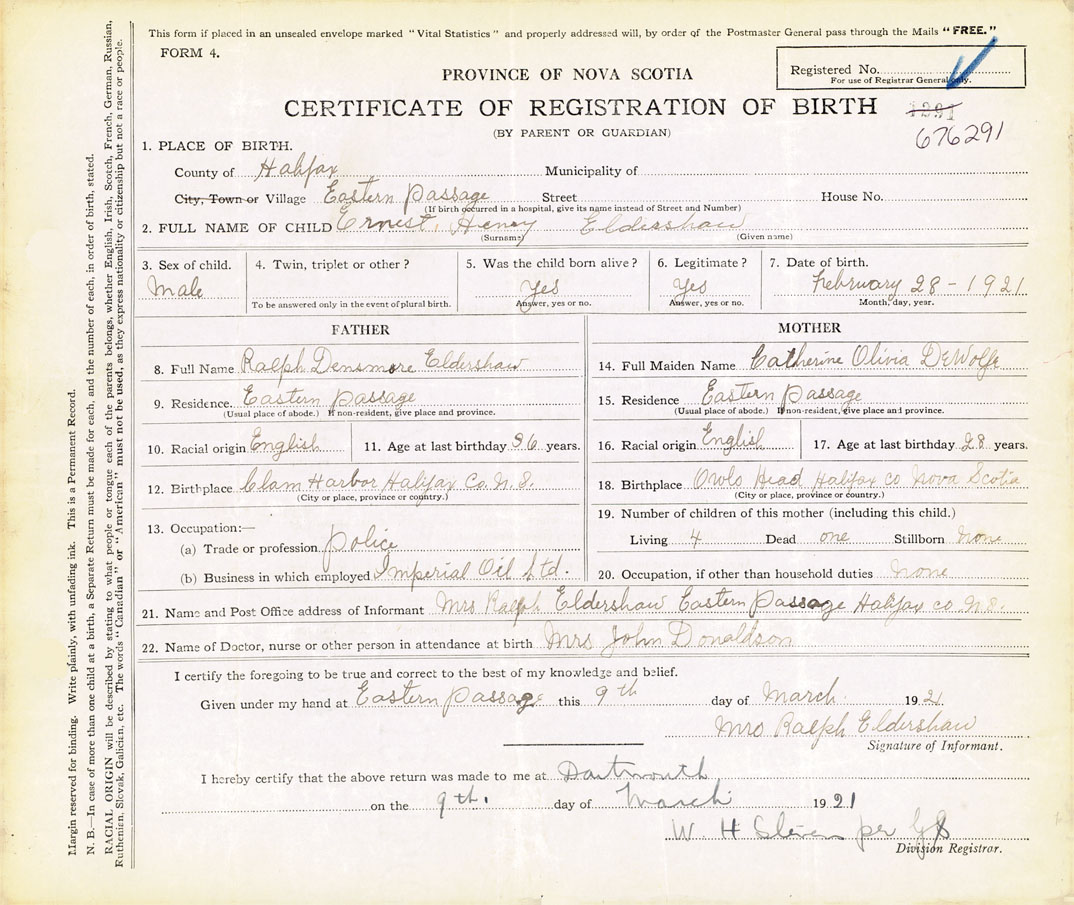 This form if placed in an unsealed envelope marked "Vital Statistics" and properly addressed will, by order of the Postmaster General pass through the Mails "FREE."
FORM 4.
Registered No.
For use of Registrar General only.
PROVINCE OF NOVA SCOTIA
CERTIFICATE OF REGISTRATION OF BIRTH 1291
(BY PARENT OR GUARDIAN) 676291
1. PLACE OF BIRTH.
County of Halifax Municipality of
City, Town or Village Eastern Passage Street House No.
(If birth occurred in a hospital, give its name instead of Street and Number)
2. FULL NAME OF CHILD Ernest, Henry Eldershaw
(Surname) (Given name)
3. Sex of child. 4. Twin, triplet or other? 5. Was the child born alive? 6. Legitimate? 7. Date of birth.
Male yes Yes February 28 - 1921
To be answered only in the event of plural birth. Answer, yes or no. Answer, yes or no. Month, day, year.
FATHER
8. Full Name Ralph Densmore Eldershaw
9. Residence. Eastern Passage
(Usual place of abode.) If non-resident, give place and province.
10. Racial origin English 11. Age at last birthday 36 years.
12. Birthplace Clam Harbor Halifax Co. N.S.
(City or place, province or country.)
13. Occupation:—
(a) Trade or profession Police
(b) Business in which employed Imperial Oil Ltd.
MOTHER
14. Full Maiden Name Catherine Olivia DeWolfe
15. Residence Eastern Passage
(Usual place of abode.) If non-resident, give place and province.
16. Racial origin English 17. Age at last birthday 28 years.
18. Birthplace Owls Head Halifax co Nova Scotia
(City or place, province or country.)
19. Number of children of this mother (including this child.)
Living 4 Dead one Stillborn None
20. Occupation, if other than household duties none
21. Name and Post Office address of Informant Mrs Ralph Eldershaw Eastern Passage Halifax co N.S.
22. Name of Doctor, nurse or other person in attendance at birth Mrs John Donaldson
I certify the foregoing to be true and correct to the best of my knowledge and belief.
Given under my hand at Eastern Passage this 9th day of March 1921.
Mrs Ralph Eldershaw
Signature of Informant.
I hereby certify that the above return was made to me at Dartmouth
on the 9th. day of March 1921
W. H Stevens per GS
Division Registrar.
Margin reserved for binding. Write plainly, with unfading ink. This is a Permanent Record.
N. B.—In case of more than one child at a birth, a Separate Return must be made for each, and the number of each, in order of birth, stated.
RACIAL ORIGIN will be described by stating to what people or tongue each of the parents belongs, whether English, Irish, Scotch, French, German, Russian,
Ruthenian, Slovak, Galician, etc. The words "Canadian" or "American" must not be used, as they express nationality or citizenship but not a race or people.